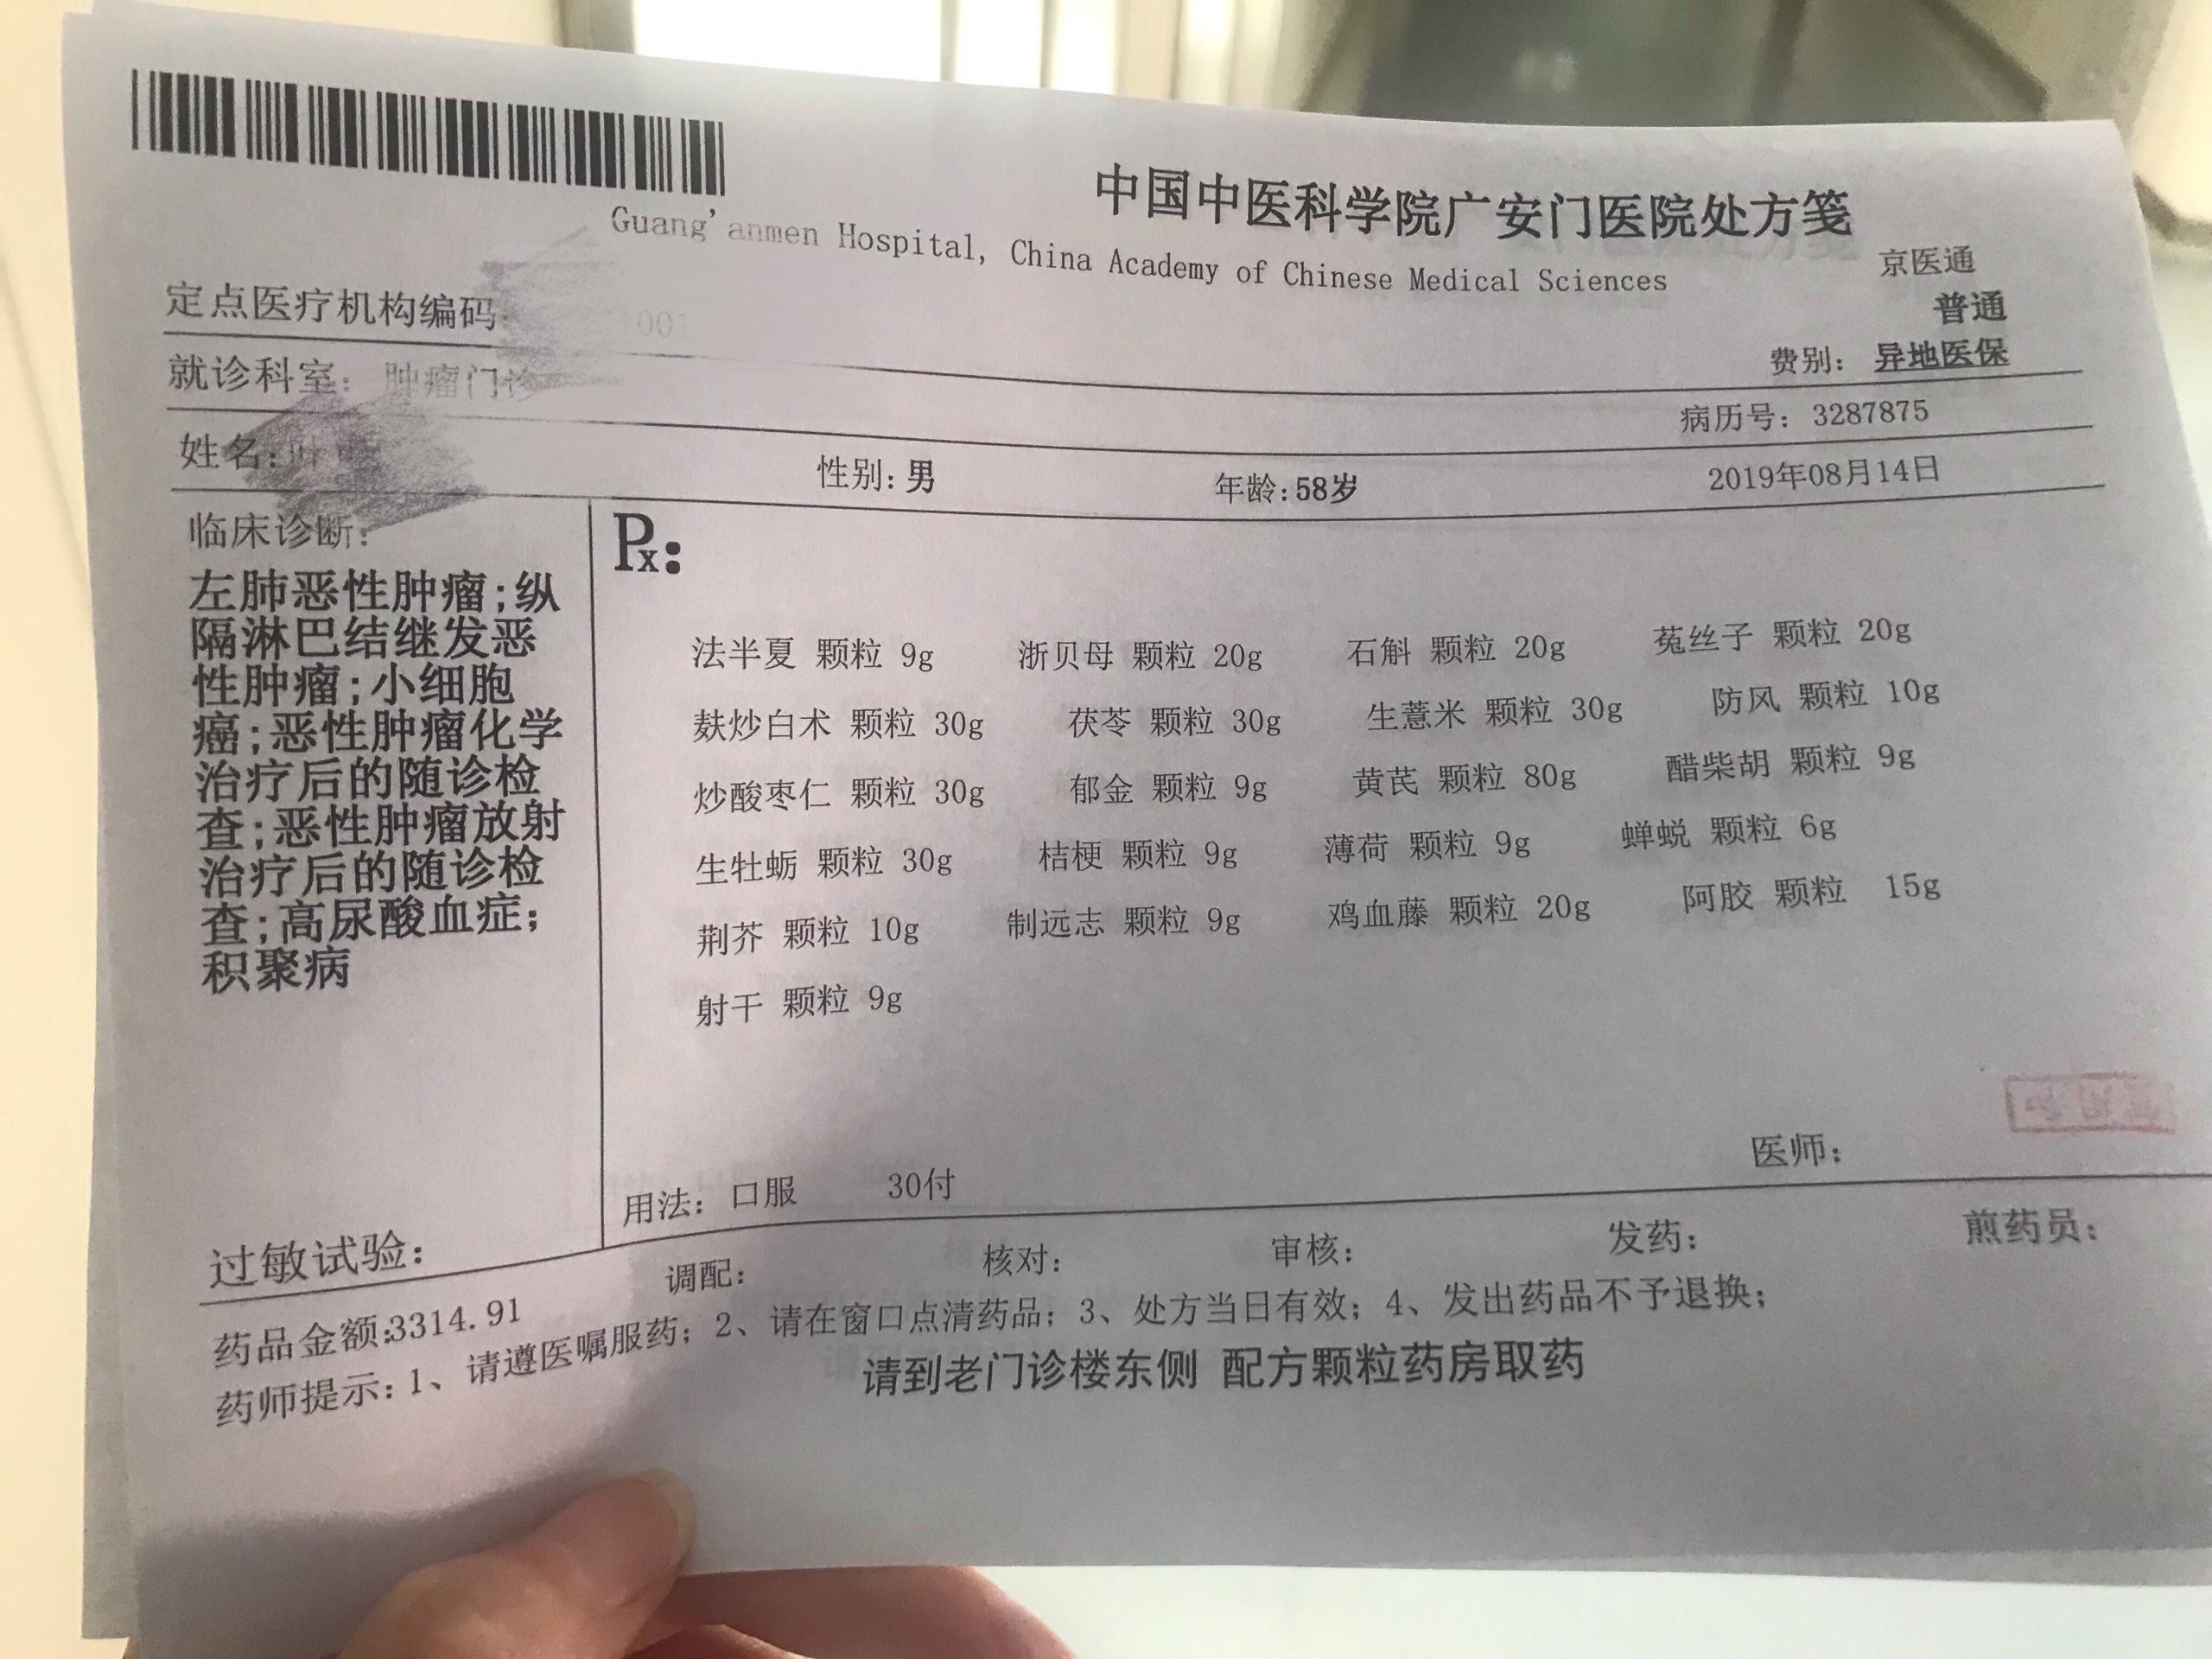 中国中医科学院广安门医院处方笺
Guang'anmen Hospital, China Academy of Chinese Medical Sciences
京医通
普通
定点医疗机构编码
费别: 异地医保
就诊科室: 肿瘤门诊
病历号: 3287875
姓名:
性别:男 年龄:58岁 2019年08月14日
临床诊断:
左肺恶性肿瘤;纵
隔淋巴结继发恶
性肿瘤;小细胞
癌;恶性肿瘤化学
治疗后的随诊检
查;恶性肿瘤放射
治疗后的随诊检
查;高尿酸血症;
积聚病
过敏试验:
Px:
法半夏 颗粒 9g 浙贝母 颗粒 20g 石斛 颗粒 20g 菟丝子 颗粒 20g
麸炒白术 颗粒 30g 茯苓 颗粒 30g 生薏米 颗粒 30g 防风 颗粒 10g
炒酸枣仁 颗粒 30g 郁金 颗粒 9g 黄芪 颗粒 80g 醋柴胡 颗粒 9g
生牡蛎 颗粒 30g 桔梗 颗粒 9g 薄荷 颗粒 9g 蝉蜕 颗粒 6g
荆芥 颗粒 10g 制远志 颗粒 9g 鸡血藤 颗粒 20g 阿胶 颗粒 15g
射干 颗粒 9g
医师:
用法: 口服 30付
调配: 核对: 审核: 发药: 煎药员:
药品金额:3314.91
药师提示:1、请遵医嘱服药; 2、请在窗口点清药品; 3、处方当日有效; 4、发出药品不予退换;
请到老门诊楼东侧 配方颗粒药房取药